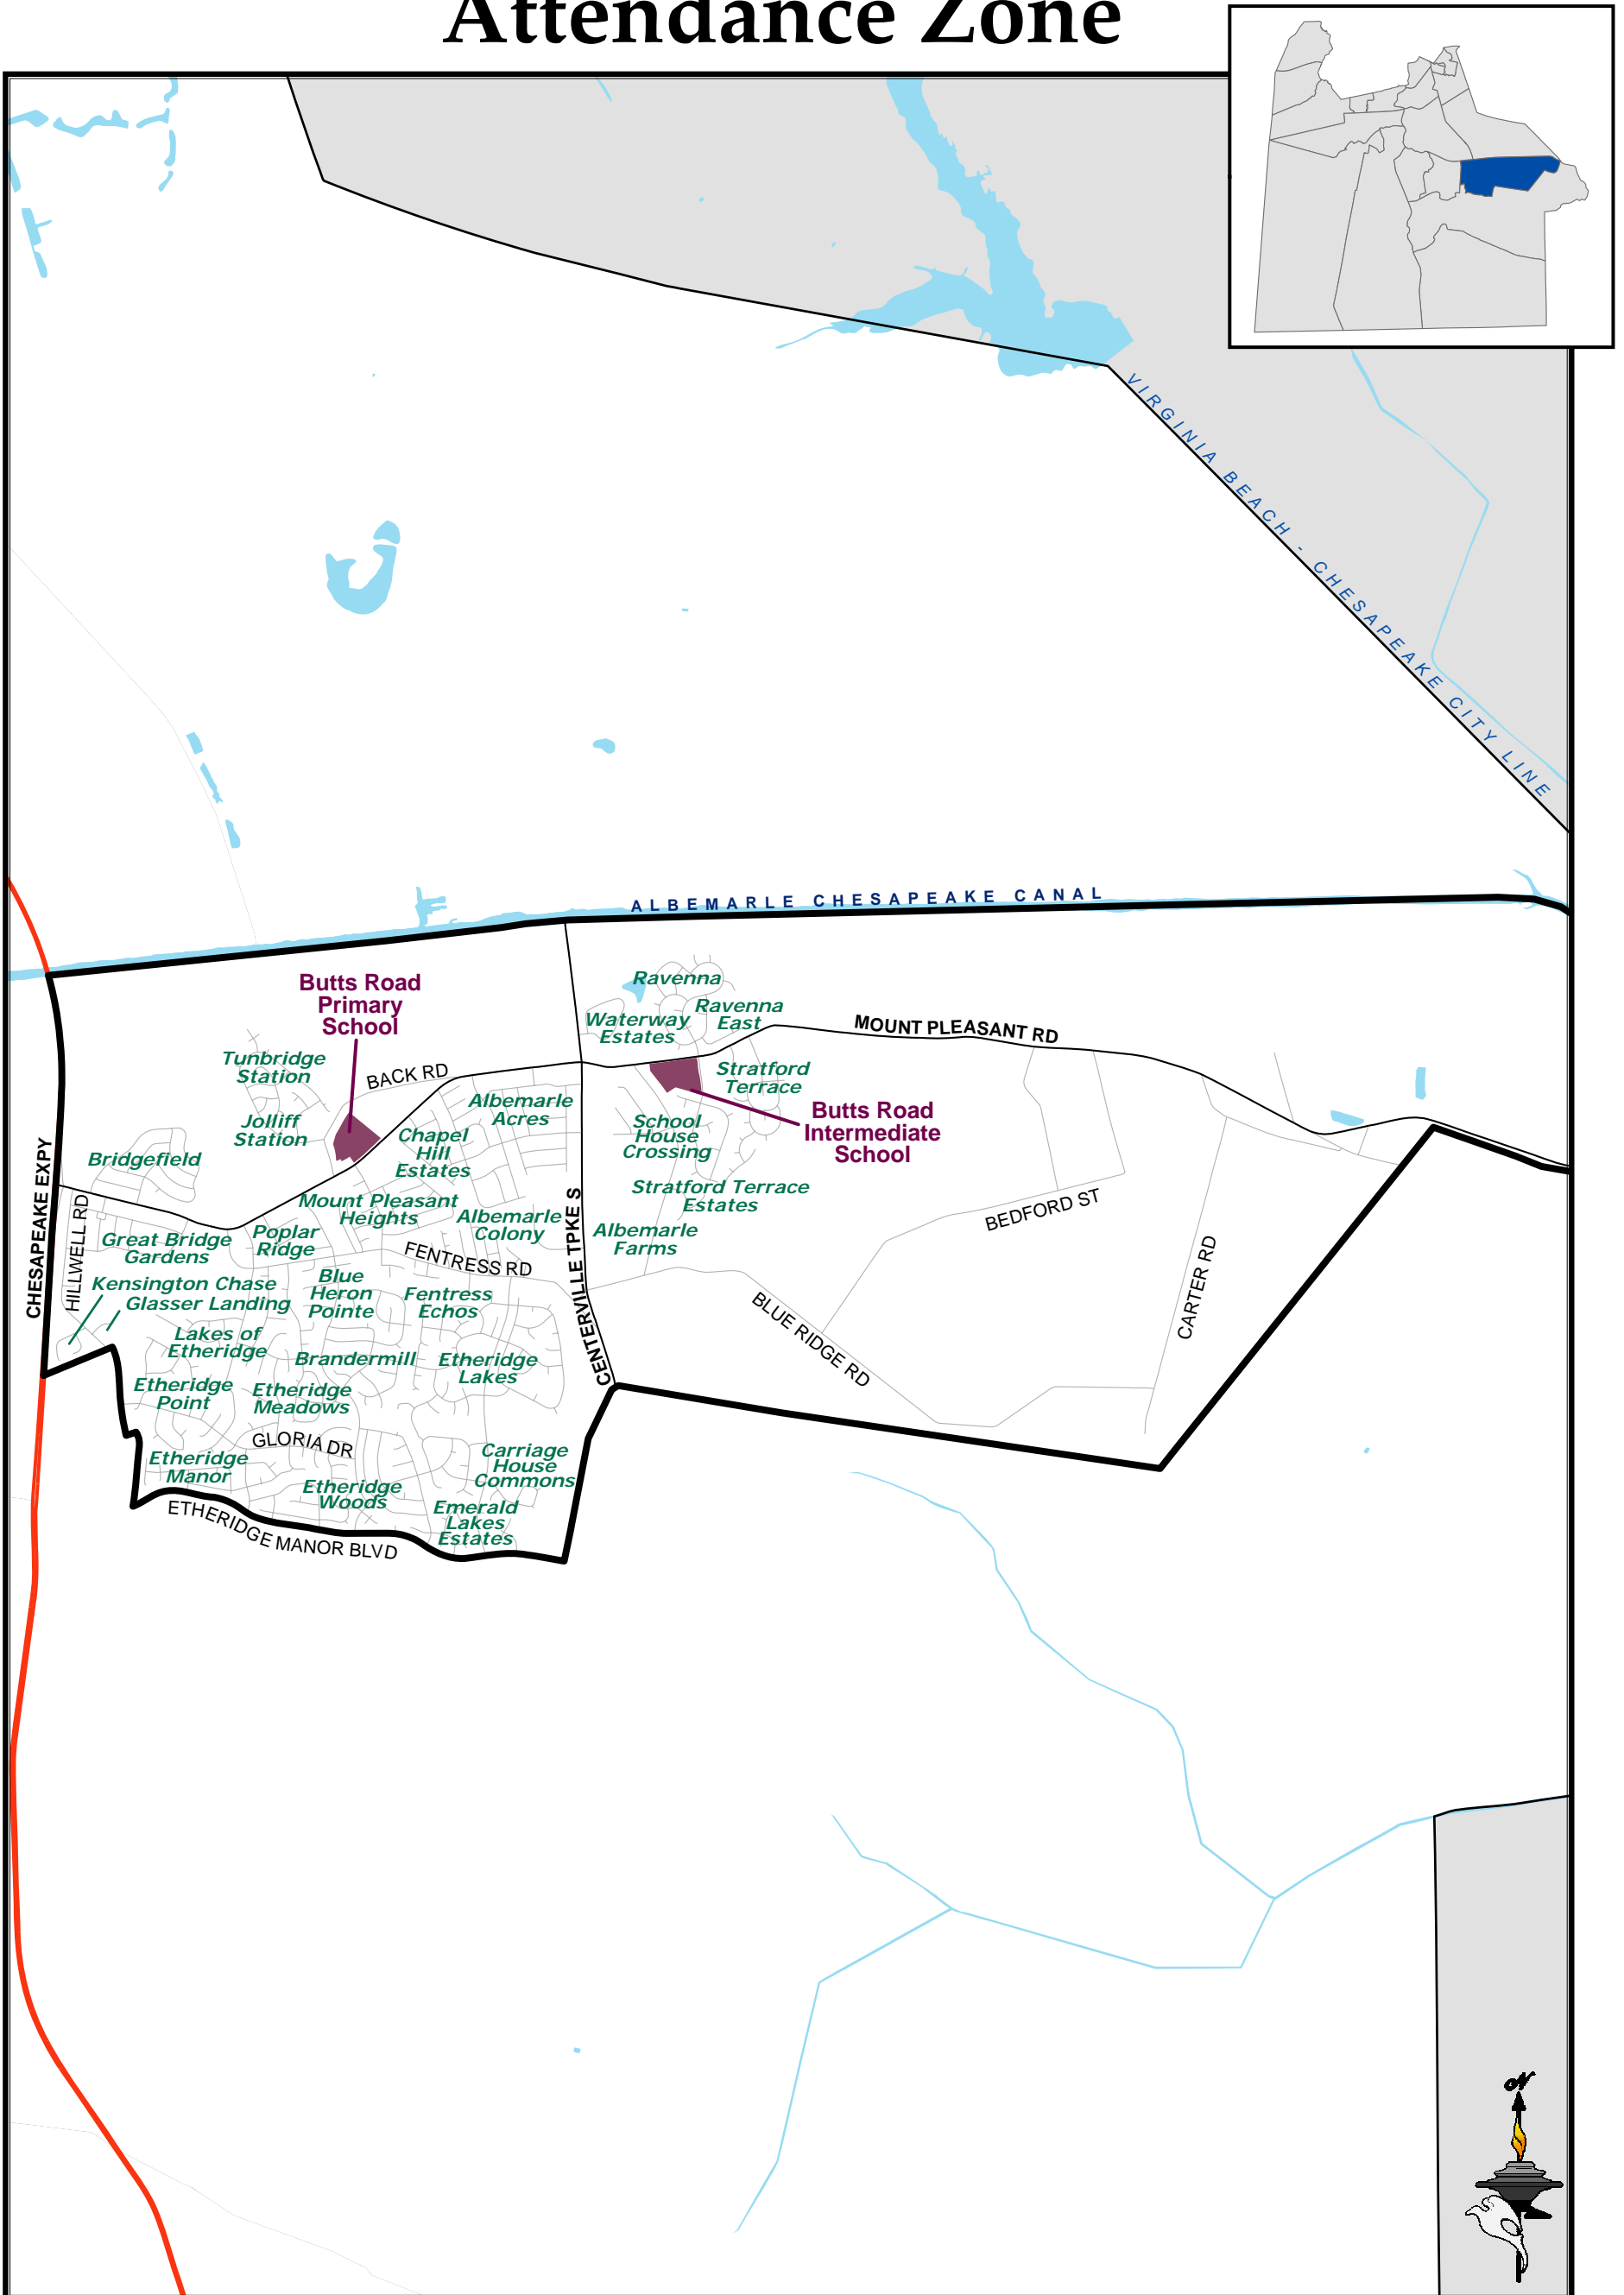 Attendance Zone
VIRGINIA BEACH - CHESAPEAKE CITY LINE
ALBEMARLE CHESAPEAKE CANAL
Butts Road
Primary
School
Ravenna
Ravenna
East
Waterway
Estates
MOUNT PLEASANT RD
Tunbridge
Station
BACK RD
Stratford
Terrace
Albemarle
Acres
Butts Road
Intermediate
School
Jolliff
Station
School
House
Crossing
Chapel
Hill
Estates
Bridgefield
CHESAPEAKE EXPY
HILLWELL RD
Stratford Terrace
Estates
Mount Pleasant
Heights
Albemarle
Colony
CENTERVILLE TPKE S
BEDFORD ST
Poplar
Ridge
Albemarle
Farms
Great Bridge
Gardens
FENTRESS RD
CARTER RD
Kensington Chase
Glasser Landing
Blue
Heron
Pointe
Fentress
Echos
BLUE RIDGE RD
Lakes of
Etheridge
Brandermill
Etheridge
Lakes
Etheridge
Point
Etheridge
Meadows
GLORIA DR
Etheridge
Manor
Carriage
House
Commons
Etheridge
Woods
Emerald
Lakes
Estates
ETHERIDGE MANOR BLVD
N